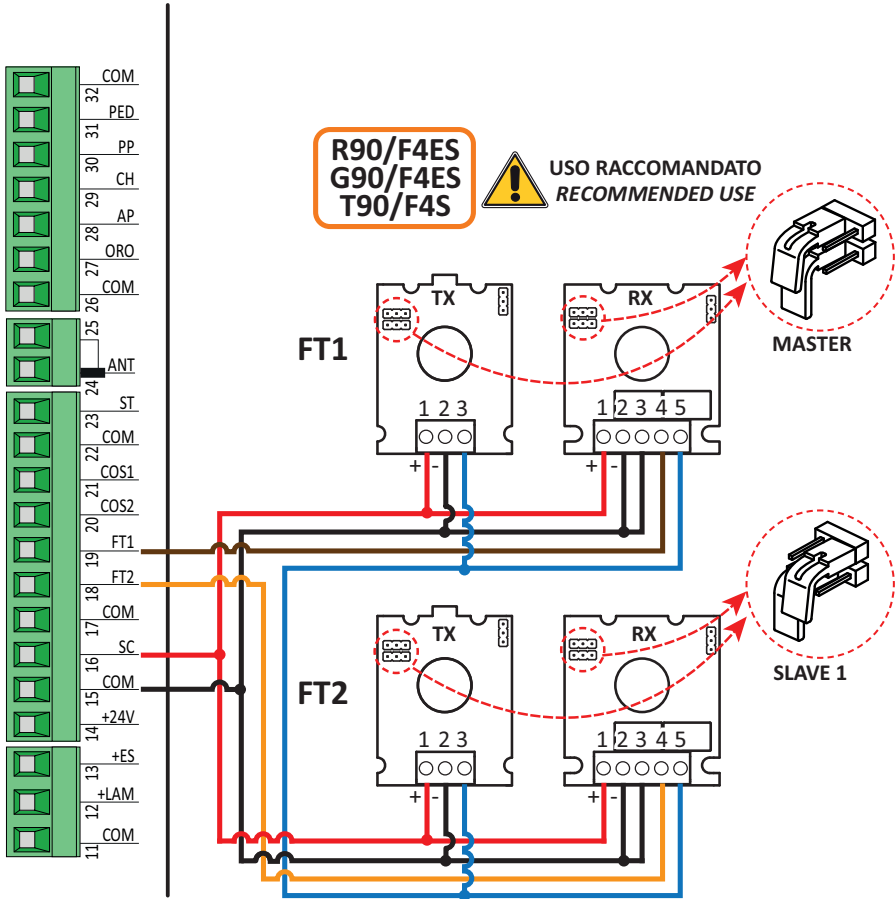 COM
32
PED
31
PP
30
CH
29
AP
28
ORO
27
COM
26
25
ANT
24
ST
23
COM
22
COS1
21
COS2
20
FT1
19
FT2
18
COM
17
SC
16
COM
15
+24V
14
+ES
13
+LAM
12
COM
11
R90/F4ES
G90/F4ES
T90/F4S
USO RACCOMANDATO
RECOMMENDED USE
FT1
TX
1 2 3
+ -
RX
1 2 3 4 5
+ -
MASTER
FT2
TX
1 2 3
+ -
RX
1 2 3 4 5
+ -
SLAVE 1